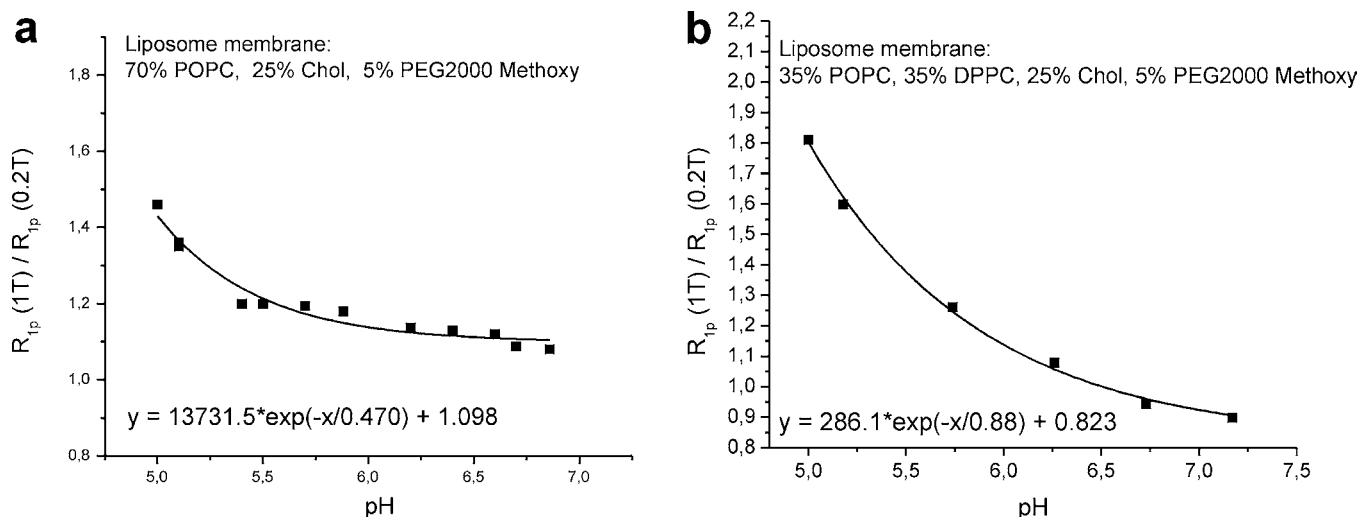 a
Liposome membrane:
70% POPC, 25% Chol, 5% PEG2000 Methoxy
R1p (1T) / R1p (0.2T)
1,8
1,6
1,4
1,2
1,0
0,8
y = 13731.5*exp(-x/0.470) + 1.098
5,0 5,5 6,0 6,5 7,0
pH
b
Liposome membrane:
35% POPC, 35% DPPC, 25% Chol, 5% PEG2000 Methoxy
R1p (1T) / R1p (0.2T)
2,2
2,1
2,0
1,9
1,8
1,7
1,6
1,5
1,4
1,3
1,2
1,1
1,0
0,9
0,8
y = 286.1*exp(-x/0.88) + 0.823
5,0 5,5 6,0 6,5 7,0 7,5
pH